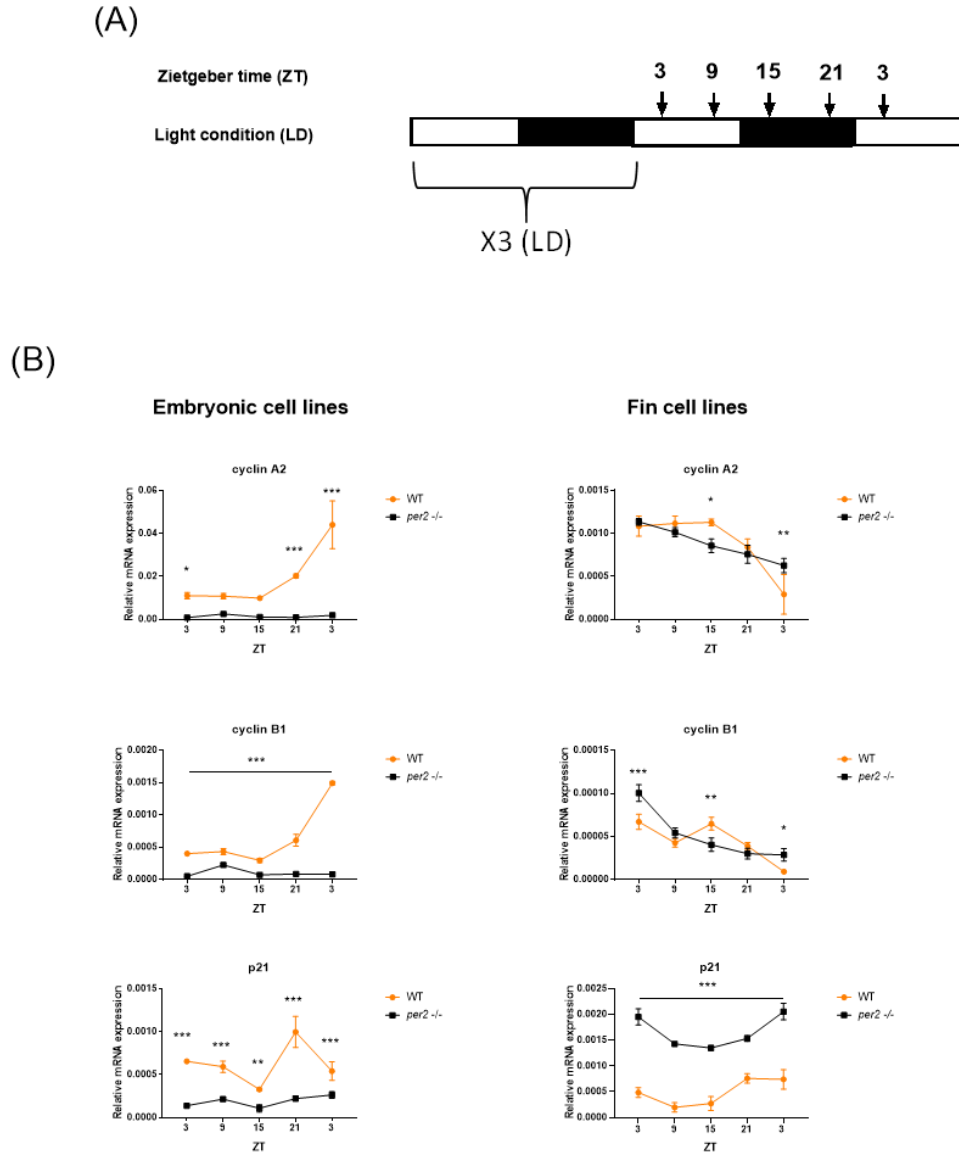 (A)
Zietgeber time (ZT)
3 9 15 21 3
Light condition (LD)
X3 (LD)
(B)
Embryonic cell lines
Fin cell lines
cyclin A2
Relative mRNA expression
0.06
0.04
0.02
0.00
* *** ***
3 9 15 21 3
ZT
WT
per2 -/-
cyclin A2
Relative mRNA expression
0.0015
0.0010
0.0005
0.0000
* **
3 9 15 21 3
ZT
WT
per2 -/-
cyclin B1
Relative mRNA expression
0.0020
0.0015
0.0010
0.0005
0.0000
***
3 9 15 21 3
ZT
WT
per2 -/-
cyclin B1
Relative mRNA expression
0.00015
0.00010
0.00005
0.00000
*** ** *
3 9 15 21 3
ZT
WT
per2 -/-
p21
Relative mRNA expression
0.0015
0.0010
0.0005
0.0000
*** *** ** *** ***
3 9 15 21 3
ZT
WT
per2 -/-
p21
Relative mRNA expression
0.0025
0.0020
0.0015
0.0010
0.0005
0.0000
***
3 9 15 21 3
ZT
WT
per2 -/-